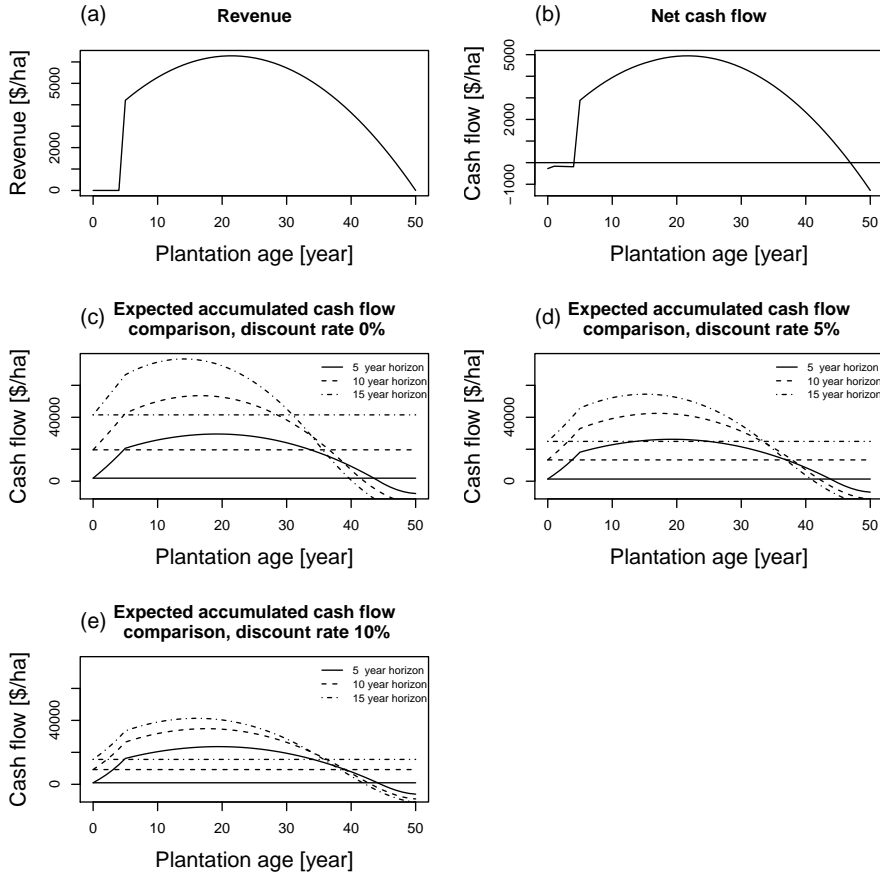 (a)
Revenue
Revenue [$/ha]
0
2000
5000
0 10 20 30 40 50
Plantation age [year]
(b)
Net cash flow
Cash flow [$/ha]
−1000
2000
5000
0 10 20 30 40 50
Plantation age [year]
(c)
Expected accumulated cash flow
comparison, discount rate 0%
Cash flow [$/ha]
0
40000
5 year horizon
10 year horizon
15 year horizon
0 10 20 30 40 50
Plantation age [year]
(d)
Expected accumulated cash flow
comparison, discount rate 5%
Cash flow [$/ha]
0
40000
5 year horizon
10 year horizon
15 year horizon
0 10 20 30 40 50
Plantation age [year]
(e)
Expected accumulated cash flow
comparison, discount rate 10%
Cash flow [$/ha]
0
40000
5 year horizon
10 year horizon
15 year horizon
0 10 20 30 40 50
Plantation age [year]